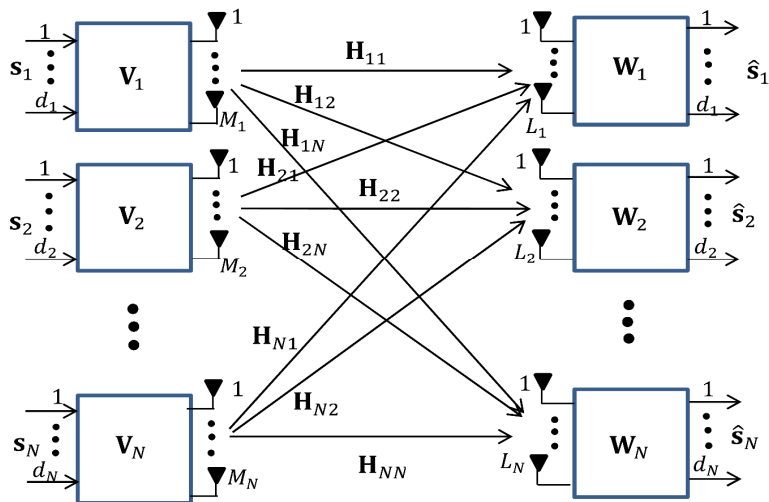 1 1 1 1
𝐬₁ 𝐕₁ 𝐇₁₁ 𝐖₁ 𝐬̂₁
d₁ M₁ 𝐇₁₂ L₁ d₁
𝐇₁N
1 1 𝐇₂₁ 1 1
𝐬₂ 𝐕₂ 𝐇₂₂ 𝐖₂ 𝐬̂₂
d₂ M₂ 𝐇₂N L₂ d₂
𝐇N1
1 1 𝐇N2 1 1
𝐬N 𝐕N 𝐖N 𝐬̂N
dN MN 𝐇NN LN dN